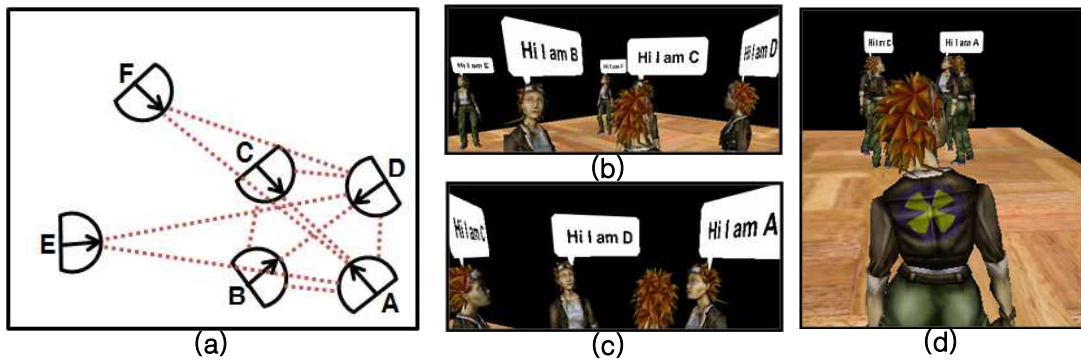 F
C
D
E
B
A
(a)
Hi I am E
Hi I am B
Hi I am F
Hi I am C
Hi I am D
(b)
Hi I am C
Hi I am D
Hi I am A
(c)
Hi I am A
(d)